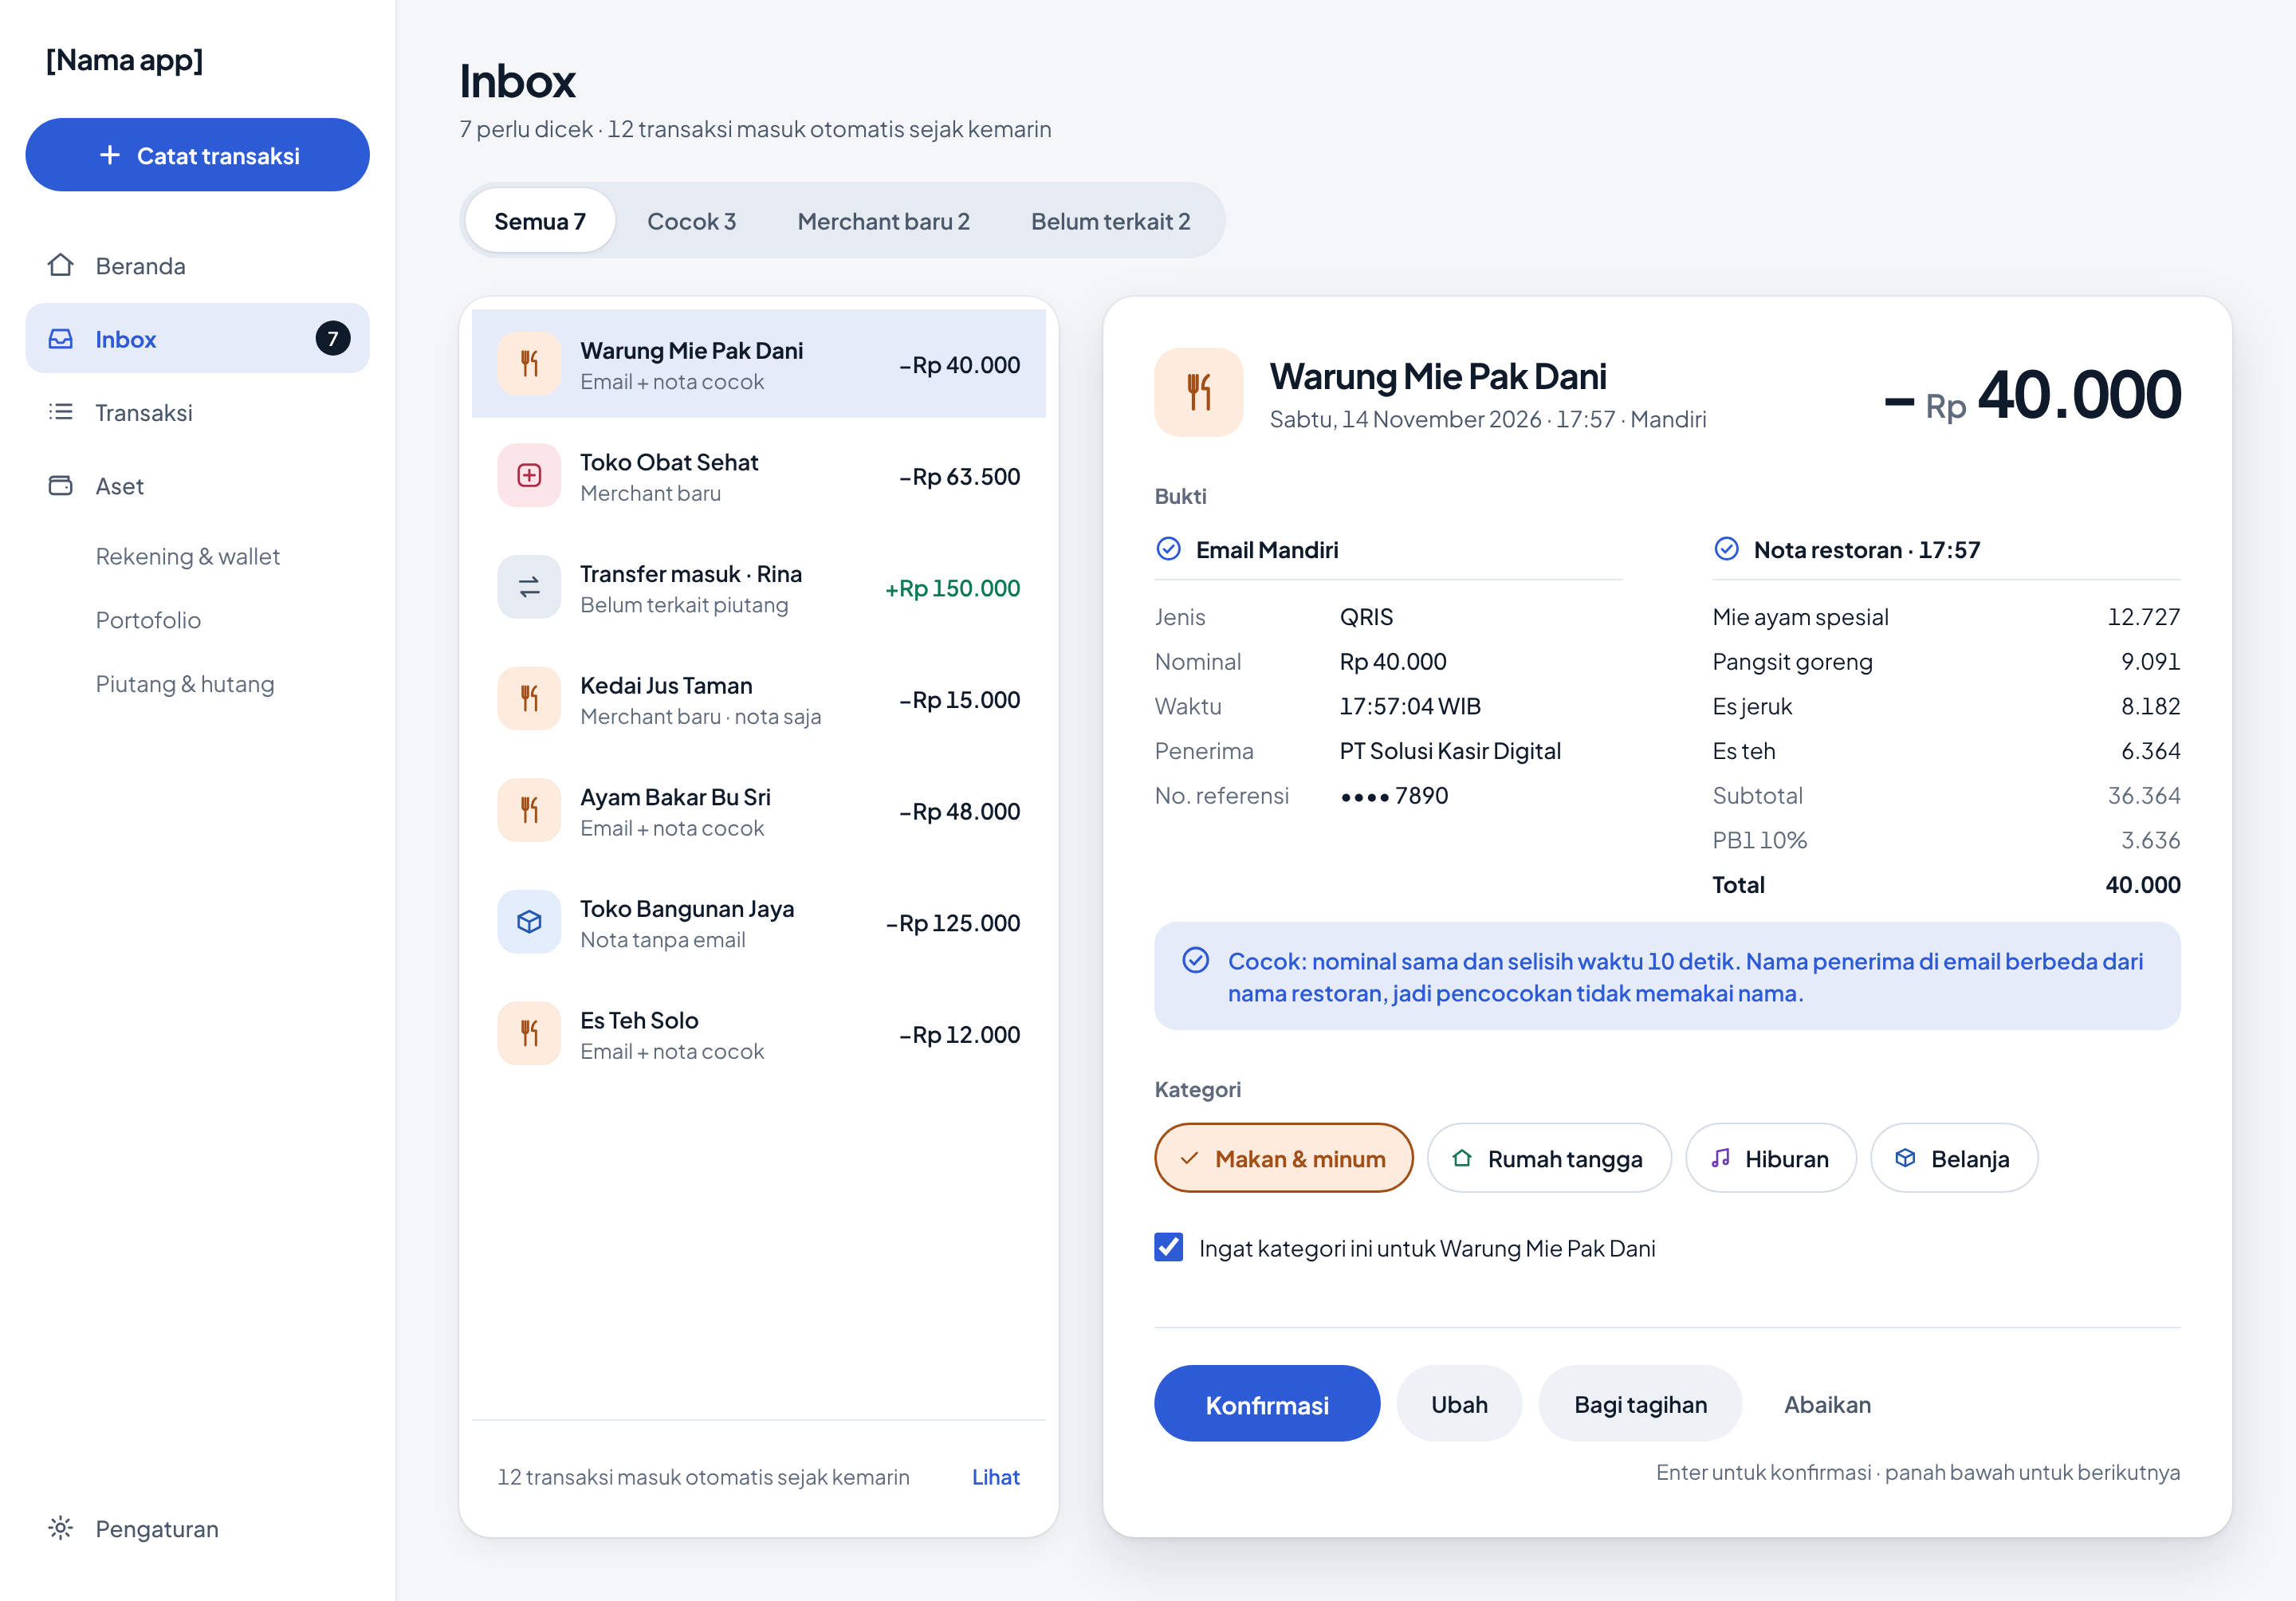 [Nama app]
Catat transaksi
Beranda
Inbox 7
Transaksi
Aset
Rekening & wallet
Portofolio
Piutang & hutang
Pengaturan
Inbox
7 perlu dicek · 12 transaksi masuk otomatis sejak kemarin
Semua 7 Cocok 3 Merchant baru 2 Belum terkait 2
Warung Mie Pak Dani −Rp 40.000
Email + nota cocok
Toko Obat Sehat −Rp 63.500
Merchant baru
Transfer masuk · Rina +Rp 150.000
Belum terkait piutang
Kedai Jus Taman −Rp 15.000
Merchant baru · nota saja
Ayam Bakar Bu Sri −Rp 48.000
Email + nota cocok
Toko Bangunan Jaya −Rp 125.000
Nota tanpa email
Es Teh Solo −Rp 12.000
Email + nota cocok
12 transaksi masuk otomatis sejak kemarin Lihat
Warung Mie Pak Dani − Rp 40.000
Sabtu, 14 November 2026 · 17:57 · Mandiri
Bukti
Email Mandiri
Jenis QRIS
Nominal Rp 40.000
Waktu 17:57:04 WIB
Penerima PT Solusi Kasir Digital
No. referensi •••• 7890
Nota restoran · 17:57
Mie ayam spesial 12.727
Pangsit goreng 9.091
Es jeruk 8.182
Es teh 6.364
Subtotal 36.364
PB1 10% 3.636
Total 40.000
Cocok: nominal sama dan selisih waktu 10 detik. Nama penerima di email berbeda dari
nama restoran, jadi pencocokan tidak memakai nama.
Kategori
Makan & minum Rumah tangga Hiburan Belanja
Ingat kategori ini untuk Warung Mie Pak Dani
Konfirmasi Ubah Bagi tagihan Abaikan
Enter untuk konfirmasi · panah bawah untuk berikutnya